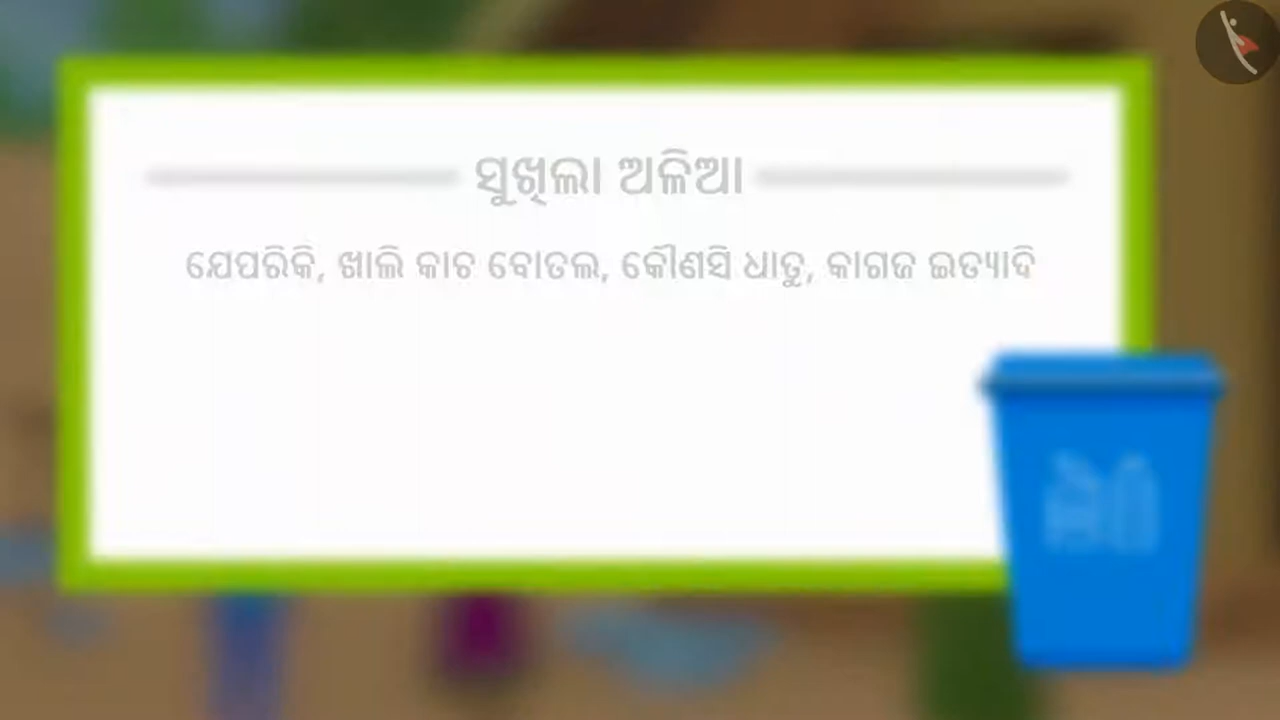 ସୁଖିଲା ଅଳିଆ
ଯେପରିକି, ଖାଲି କାଚ ବୋତଲ, କୌଣସି ଧାତୁ, କାଗଜ ଇତ୍ୟାଦି